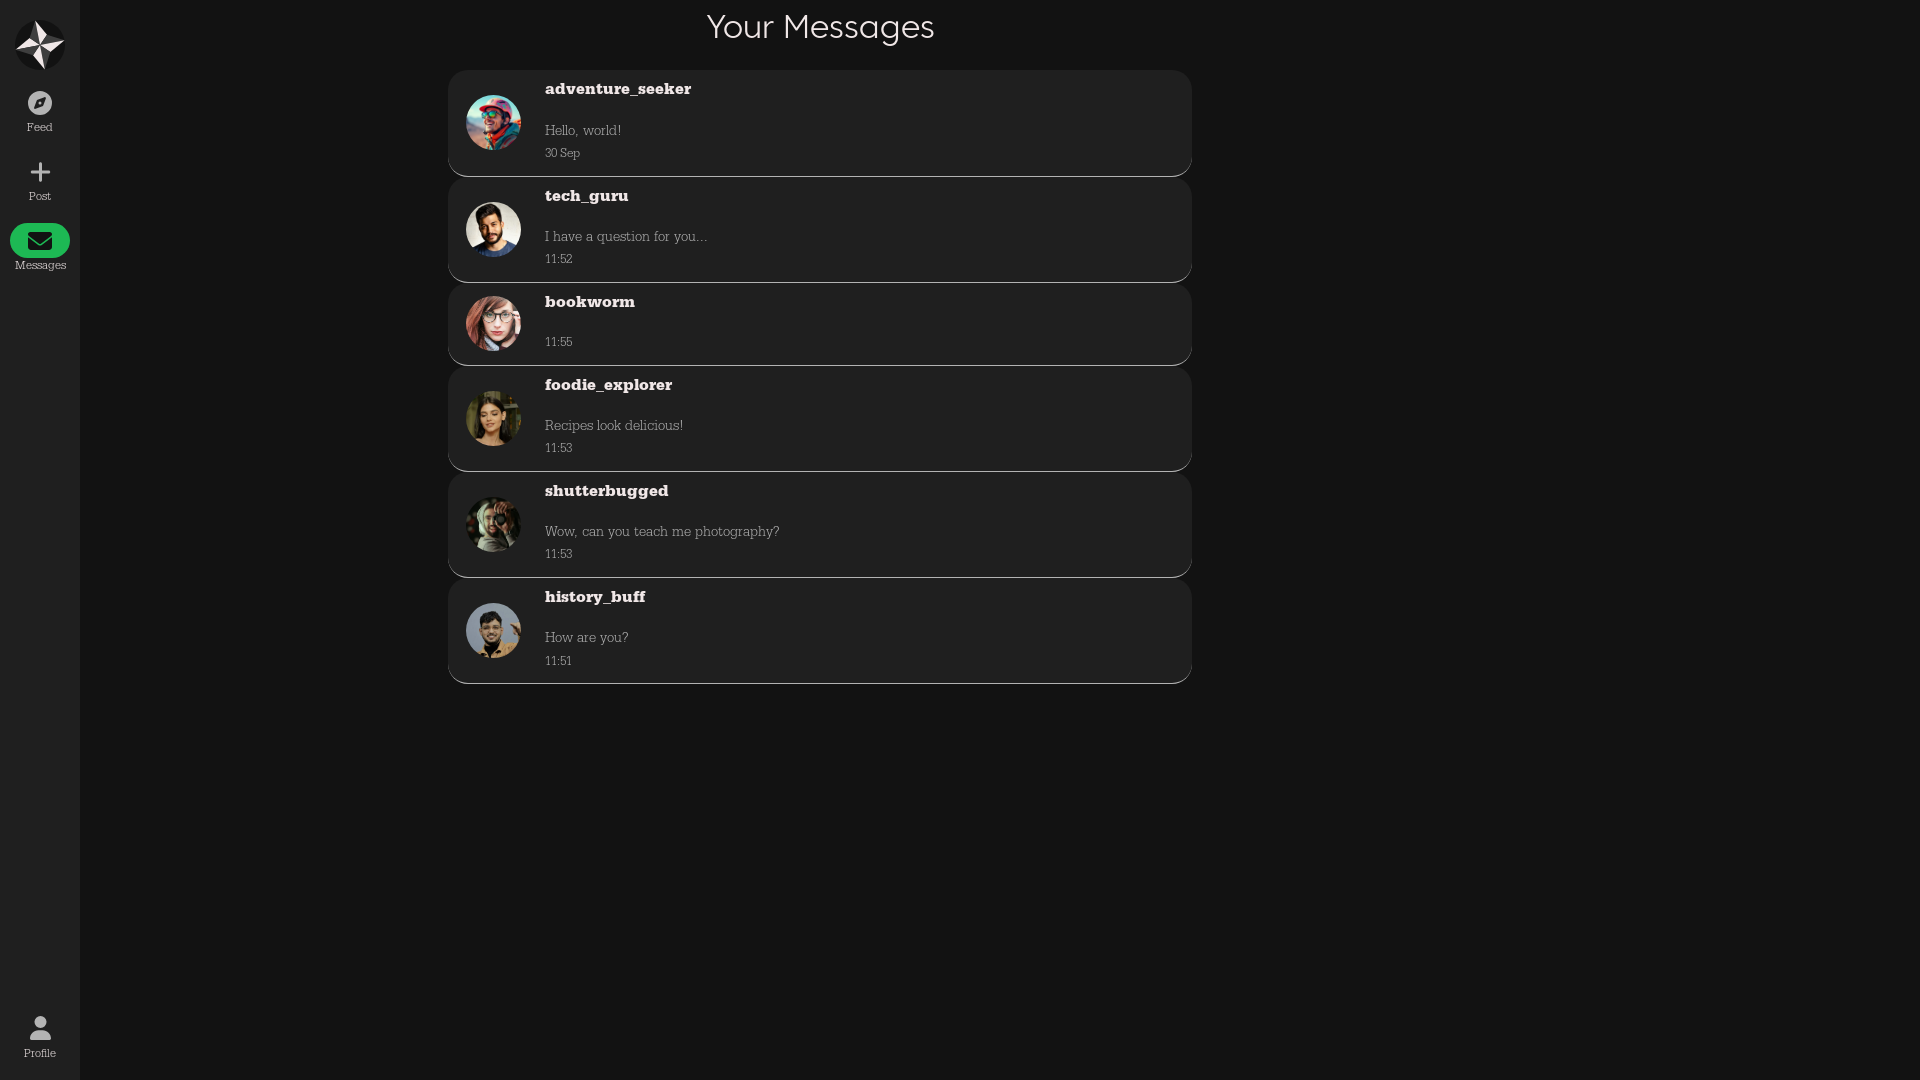 Your Messages
Feed
Post
Messages
adventure_seeker
Hello, world!
30 Sep
tech_guru
I have a question for you...
11:52
bookworm
11:55
foodie_explorer
Recipes look delicious!
11:53
shutterbugged
Wow, can you teach me photography?
11:53
history_buff
How are you?
11:51
Profile